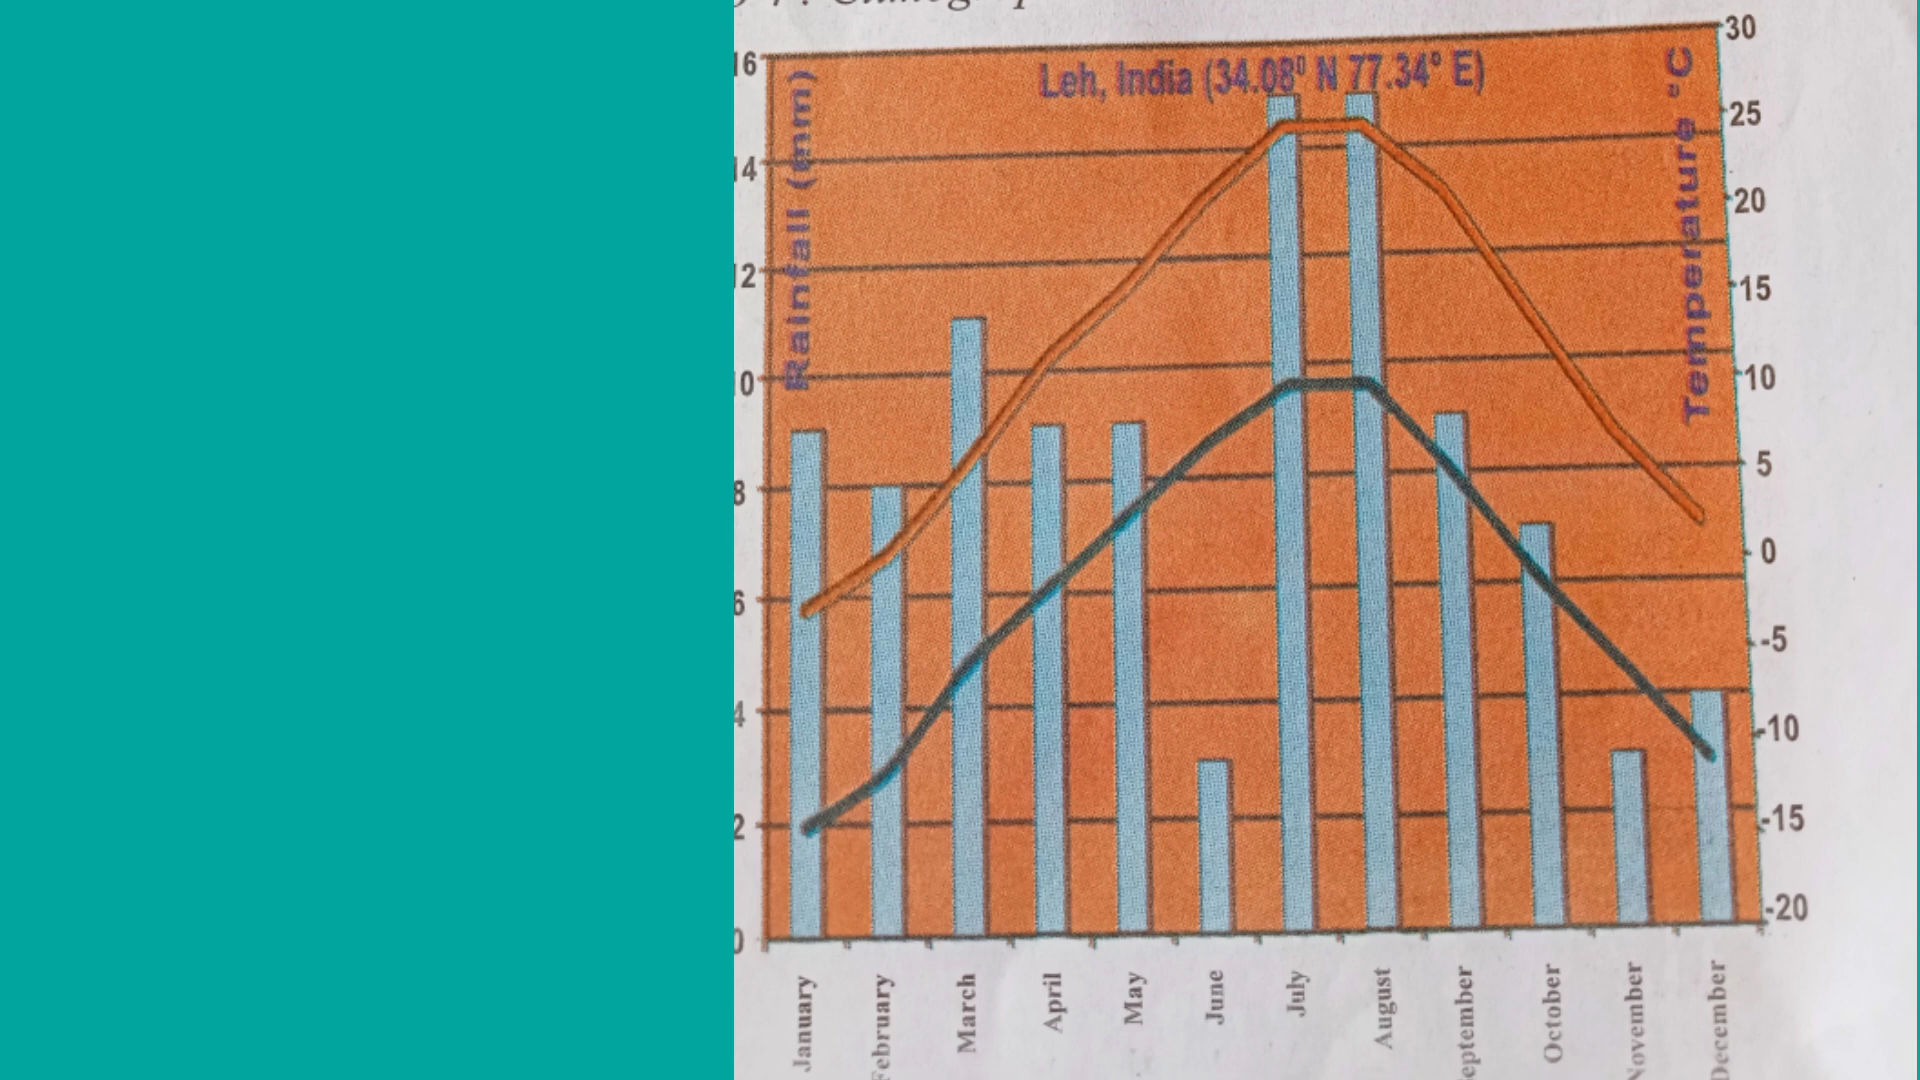 Leh, India (34.08⁰ N 77.34° E)
Rainfall (mm)
Temperature °C
16
14
12
10
8
6
4
2
0
30
25
20
15
10
5
0
-5
-10
-15
-20
January
February
March
April
May
June
July
August
September
October
November
December